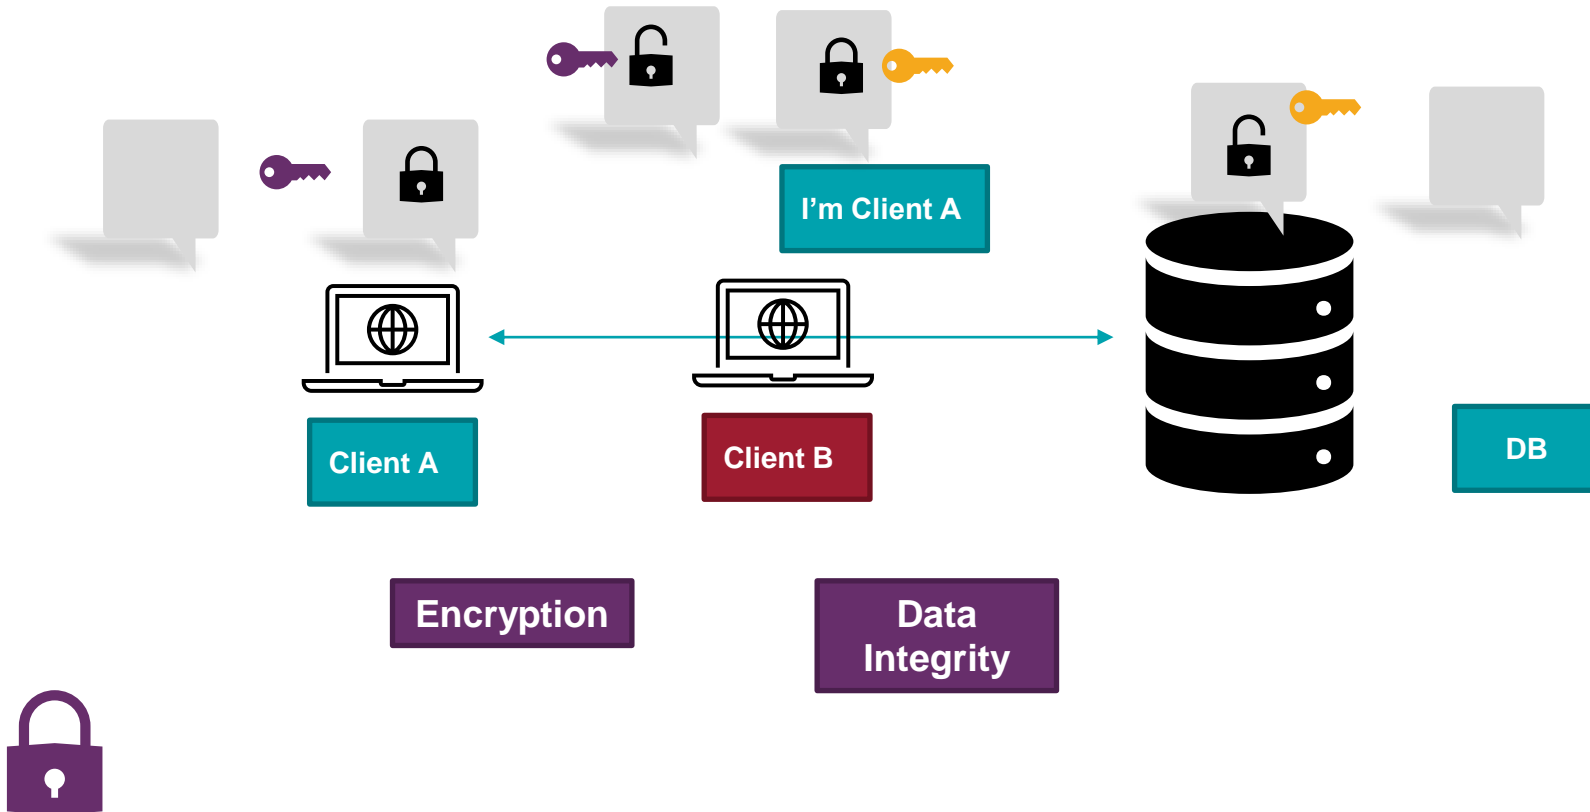 I’m Client A
Client A
Client B
DB
Encryption
Data
Integrity